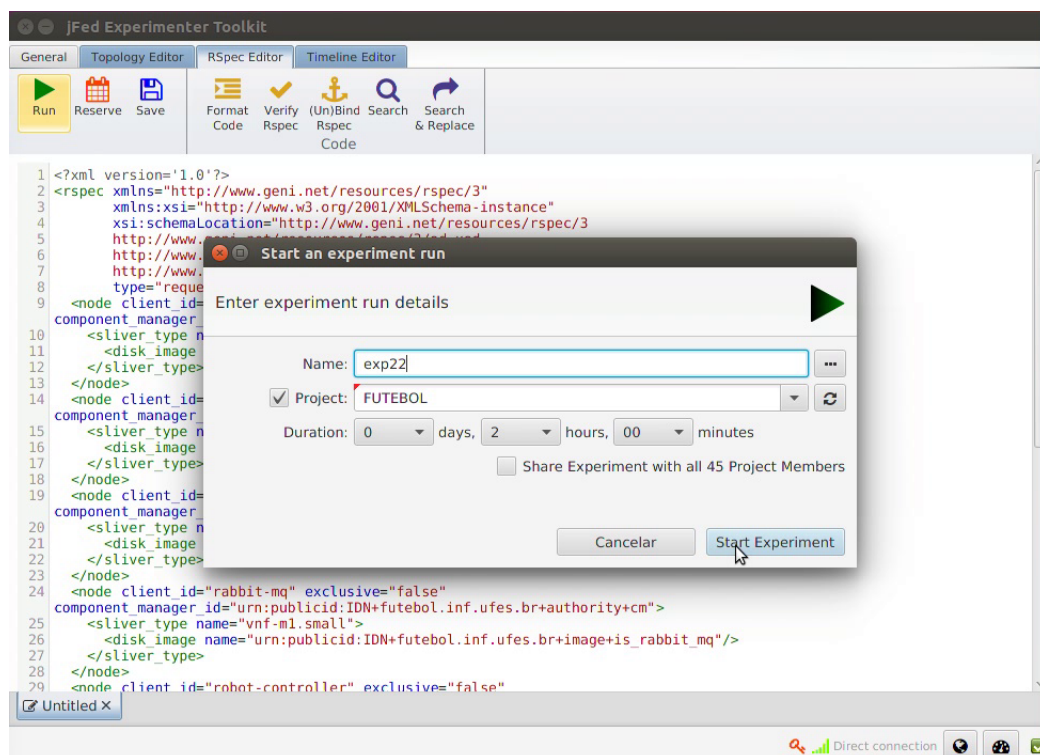 jFed Experimenter Toolkit
General Topology Editor RSpec Editor Timeline Editor
Run Reserve Save Format Code Verify Rspec (Un)Bind Rspec Search Search & Replace
Code
1 <?xml version='1.0'?>
2 <rspec xmlns="http://www.geni.net/resources/rspec/3"
3 xmlns:xsi="http://www.w3.org/2001/XMLSchema-instance"
4 xsi:schemaLocation="http://www.geni.net/resources/rspec/3
5 http://www.geni.net/resources/rspec/3/ad.xsd
6 http://www.
7 http://www.
8 type="reque
9 <node client_id=
component_manager_
10 <sliver_type n
11 <disk_image
12 </sliver_type>
13 </node>
14 <node client_id=
component_manager_
15 <sliver_type n
16 <disk_image
17 </sliver_type>
18 </node>
19 <node client_id=
component_manager_
20 <sliver_type n
21 <disk_image
22 </sliver_type>
23 </node>
24 <node client_id="rabbit-mq" exclusive="false"
component_manager_id="urn:publicid:IDN+futebol.inf.ufes.br+authority+cm">
25 <sliver_type name="vnf-m1.small">
26 <disk_image name="urn:publicid:IDN+futebol.inf.ufes.br+image+is_rabbit_mq"/>
27 </sliver_type>
28 </node>
29 <node client_id="robot-controller" exclusive="false"
Start an experiment run
Enter experiment run details
Name: exp22 ...
Project: FUTEBOL
Duration: 0 days, 2 hours, 00 minutes
Share Experiment with all 45 Project Members
Cancelar Start Experiment
Untitled
Direct connection